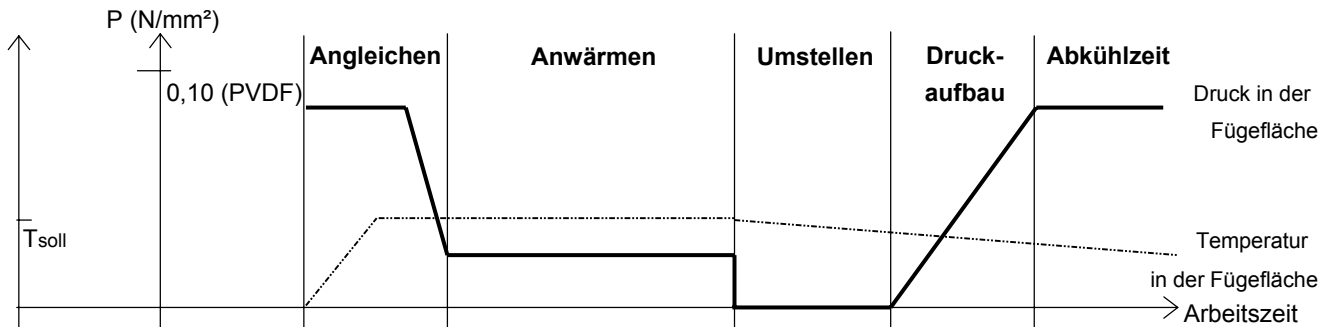 P (N/mm²)
Angleichen
Anwärmen
Umstellen
Druck-
aufbau
Abkühlzeit
0,10 (PVDF)
Druck in der
Fügefläche
Tsoll
Temperatur
in der Fügefläche
Arbeitszeit